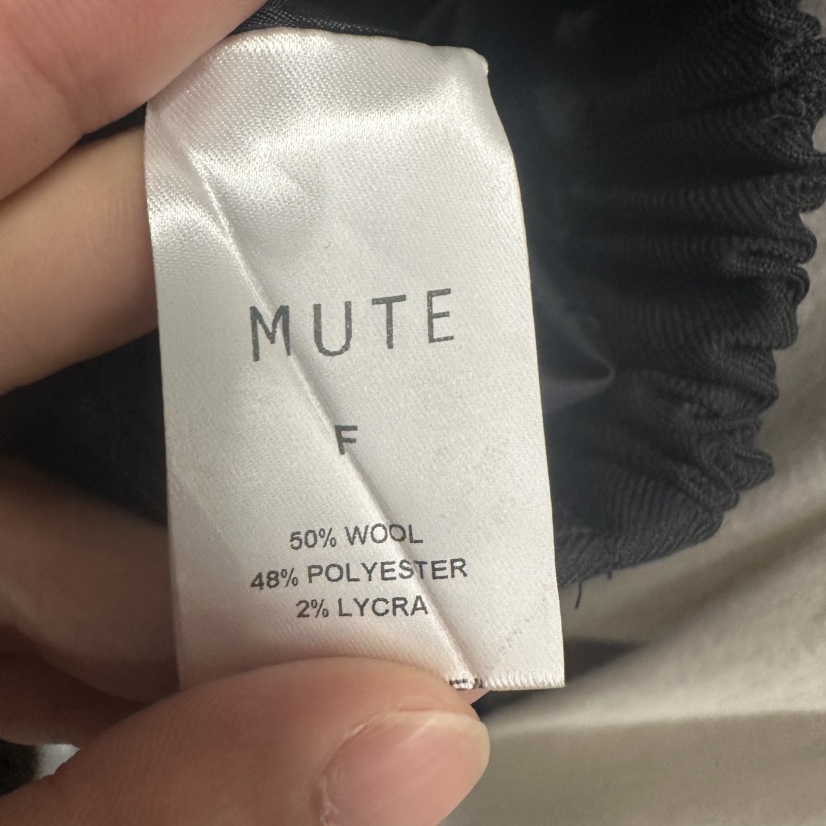 MUTE
F
50% WOOL
48% POLYESTER
2% LYCRA